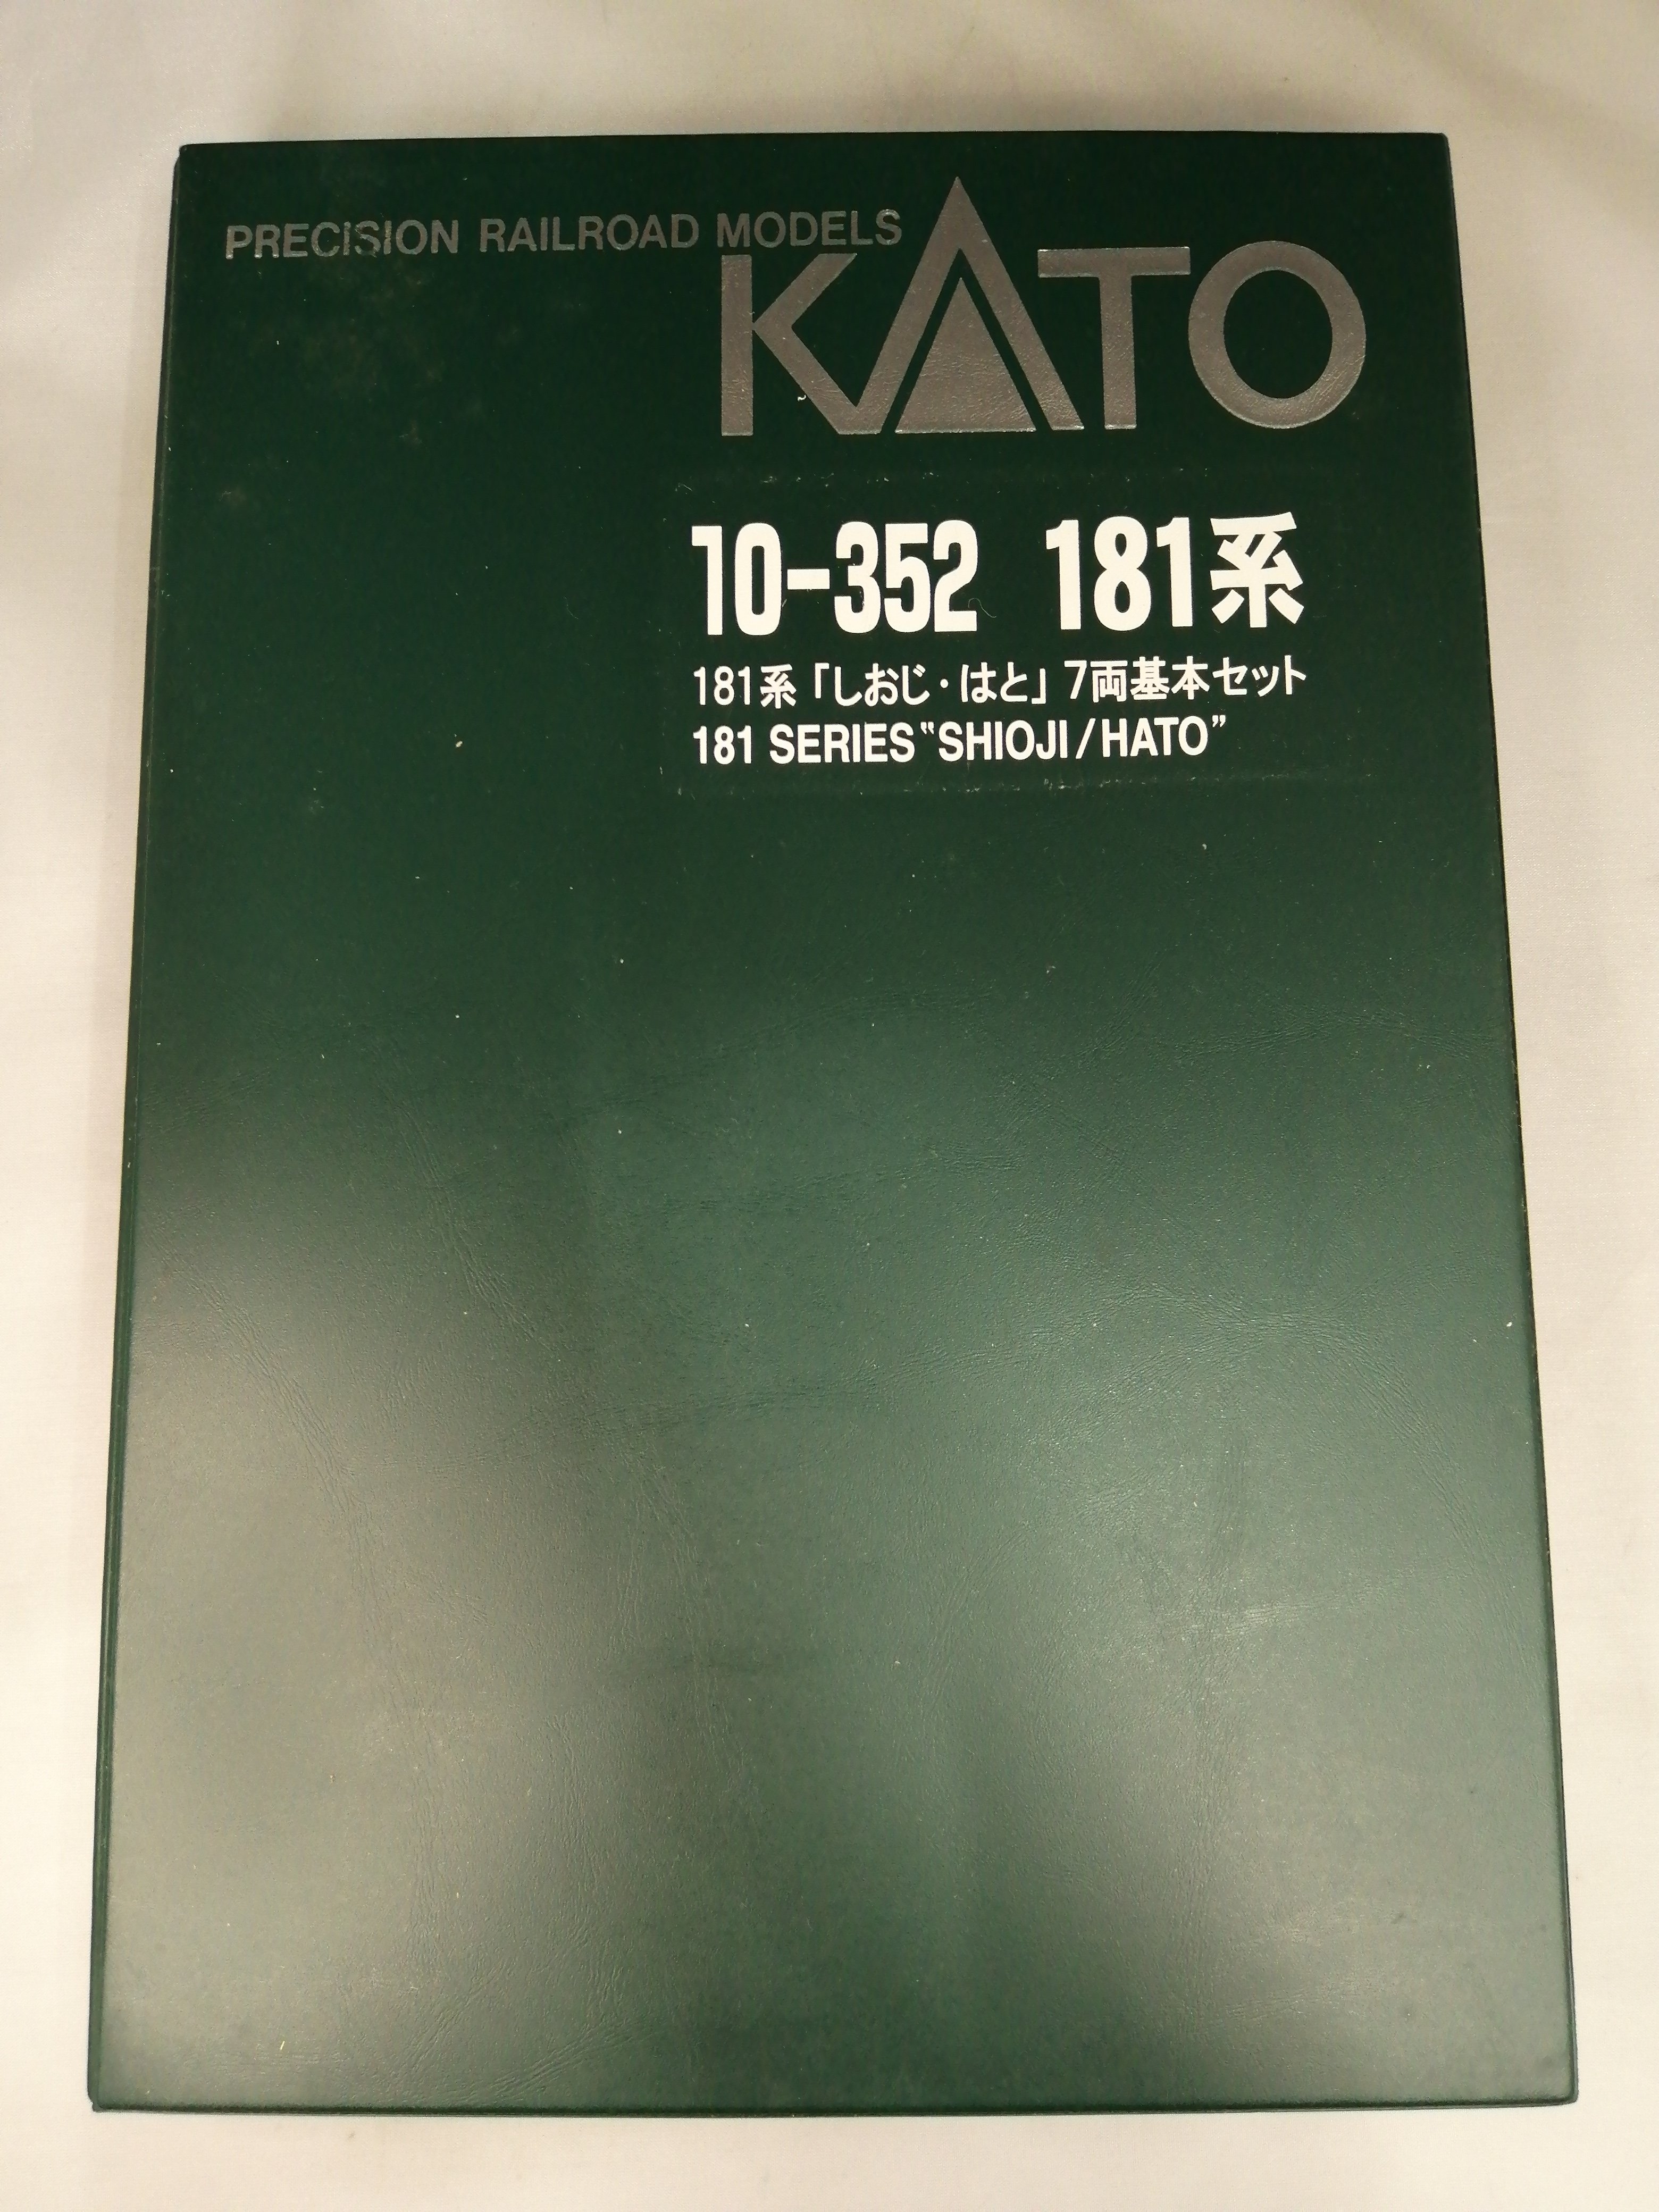 PRECISION RAILROAD MODELS
KATO
10-352 181系
181系「しおじ・はと」7両基本セット
181 SERIES “SHIOJI/HATO”